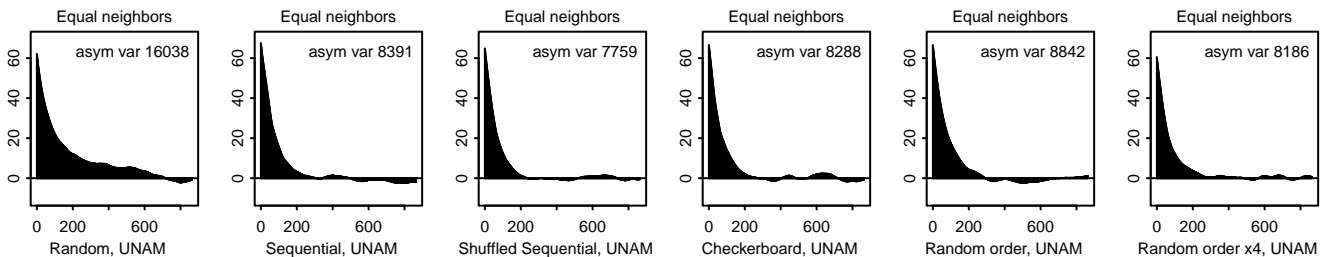 Equal neighbors
asym var 16038
60
40
20
0
0 200 600
Random, UNAM
Equal neighbors
asym var 8391
60
40
20
0
0 200 600
Sequential, UNAM
Equal neighbors
asym var 7759
60
40
20
0
0 200 600
Shuffled Sequential, UNAM
Equal neighbors
asym var 8288
60
40
20
0
0 200 600
Checkerboard, UNAM
Equal neighbors
asym var 8842
60
40
20
0
0 200 600
Random order, UNAM
Equal neighbors
asym var 8186
60
40
20
0
0 200 600
Random order x4, UNAM